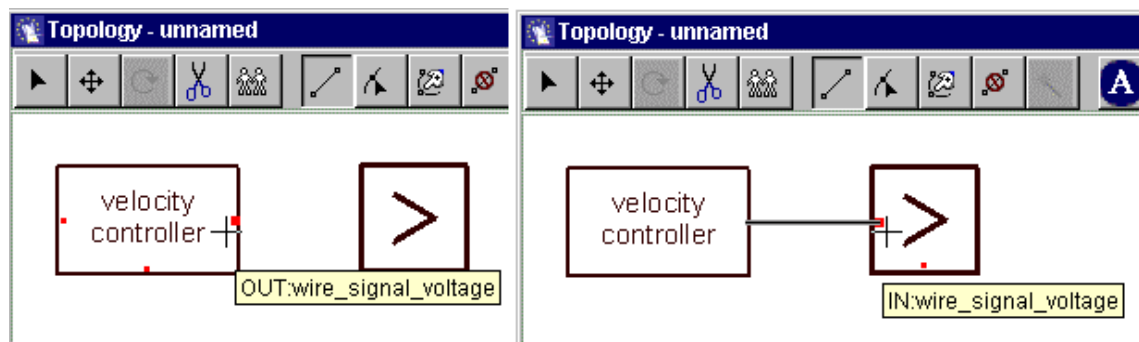 Topology - unnamed
velocity
controller
>
OUT:wire_signal_voltage
Topology - unnamed
A
velocity
controller
>
IN:wire_signal_voltage